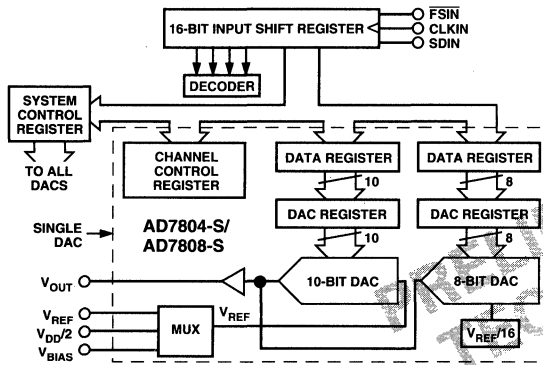 16-BIT INPUT SHIFT REGISTER
FSIN
CLKIN
SDIN
DECODER
SYSTEM
CONTROL
REGISTER
TO ALL
DACS
CHANNEL
CONTROL
REGISTER
DATA REGISTER
DATA REGISTER
10
8
DAC REGISTER
DAC REGISTER
10
8
SINGLE
DAC
AD7804-S/
AD7808-S
VOUT
10-BIT DAC
8-BIT DAC
VREF
VDD/2
VBIAS
MUX
VREF
VREF/16